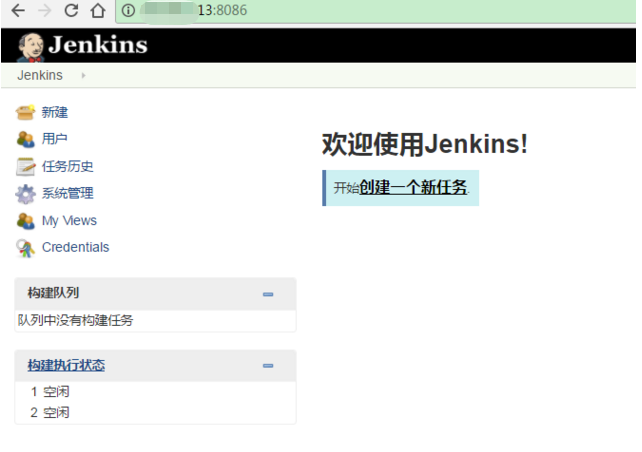 13:8086
Jenkins
Jenkins
新建
用户
任务历史
系统管理
My Views
Credentials
欢迎使用Jenkins!
开始创建一个新任务.
构建队列
队列中没有构建任务
构建执行状态
1 空闲
2 空闲